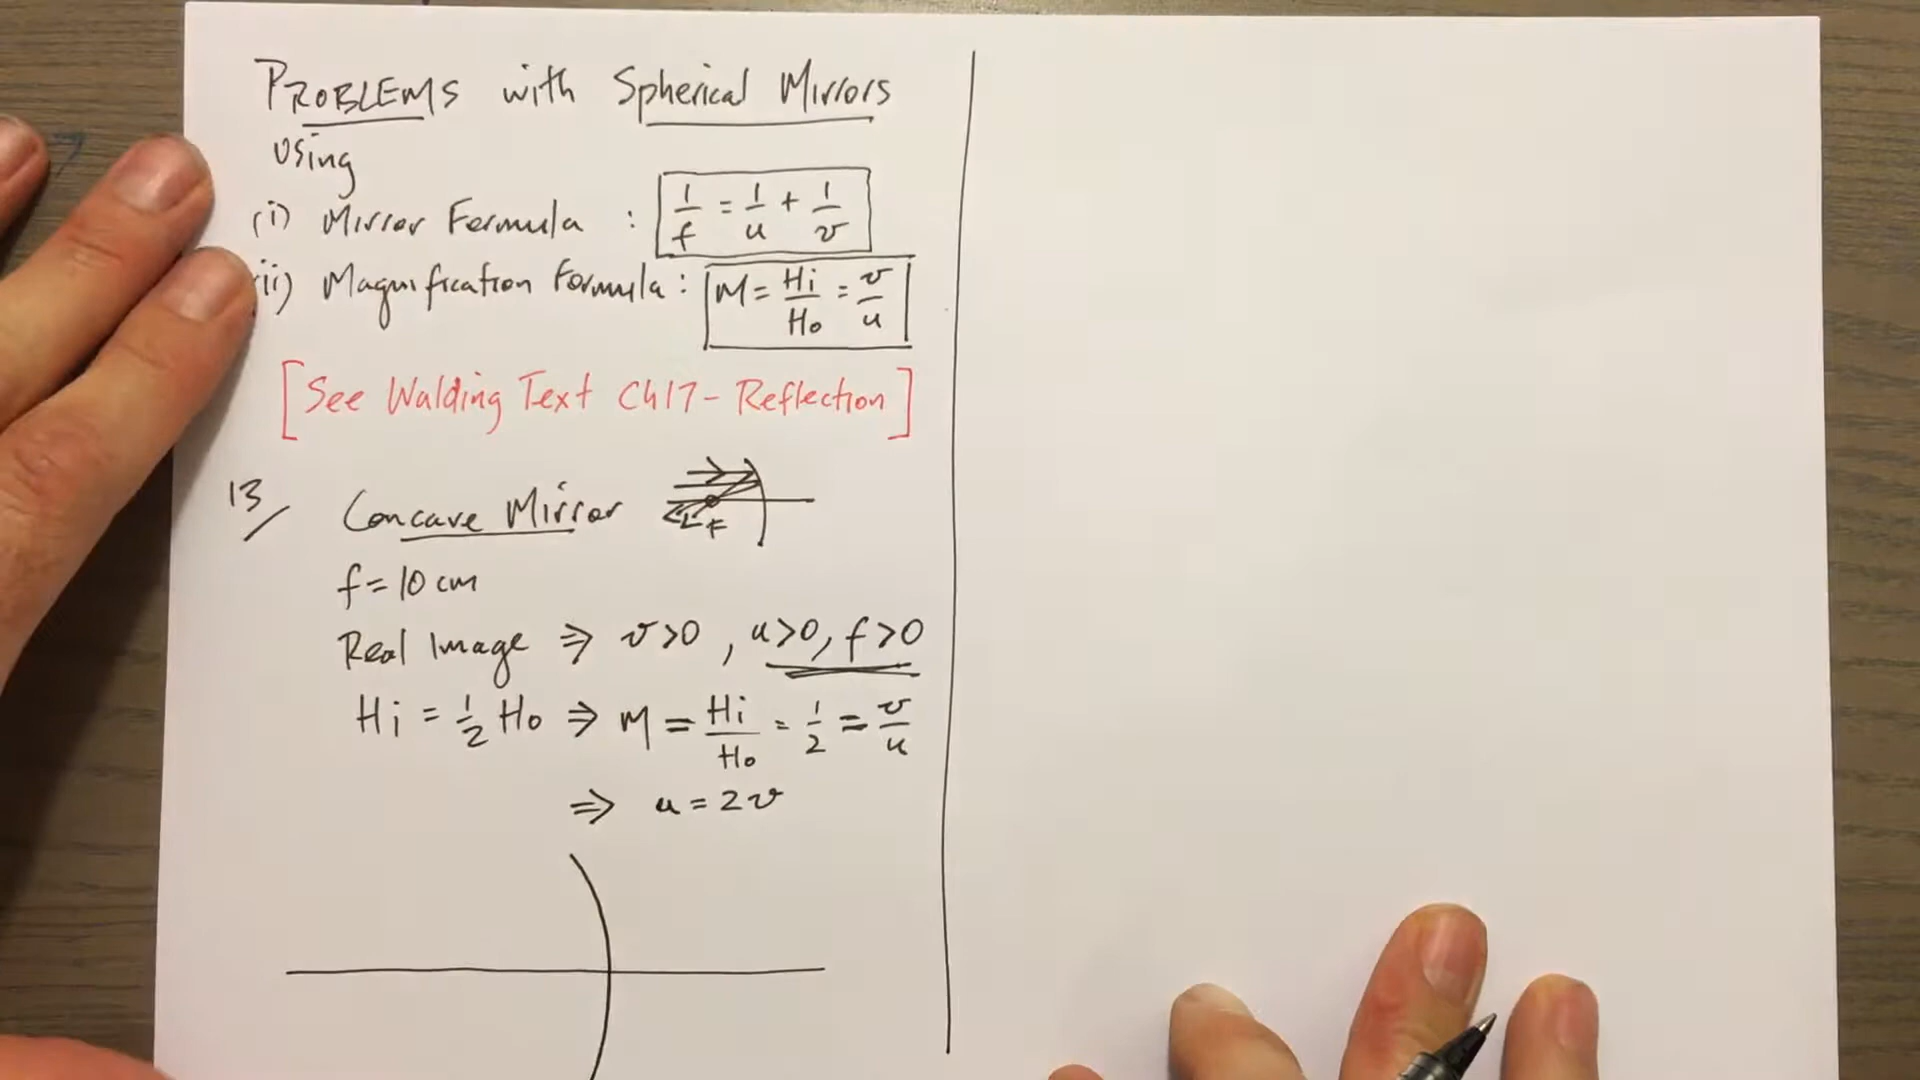 PROBLEMS with Spherical Mirrors
using
(i) Mirror Formula : 1/f = 1/u + 1/v
ii) Magnification Formula : M = Hi/Ho = v/u
[See Walding Text Ch17 - Reflection]
13/ Concave Mirror
F
f = 10 cm
Real Image ⇒ v>0 , u>0, f>0
Hi = 1/2 Ho ⇒ M = Hi/Ho = 1/2 = v/u
⇒ u = 2v